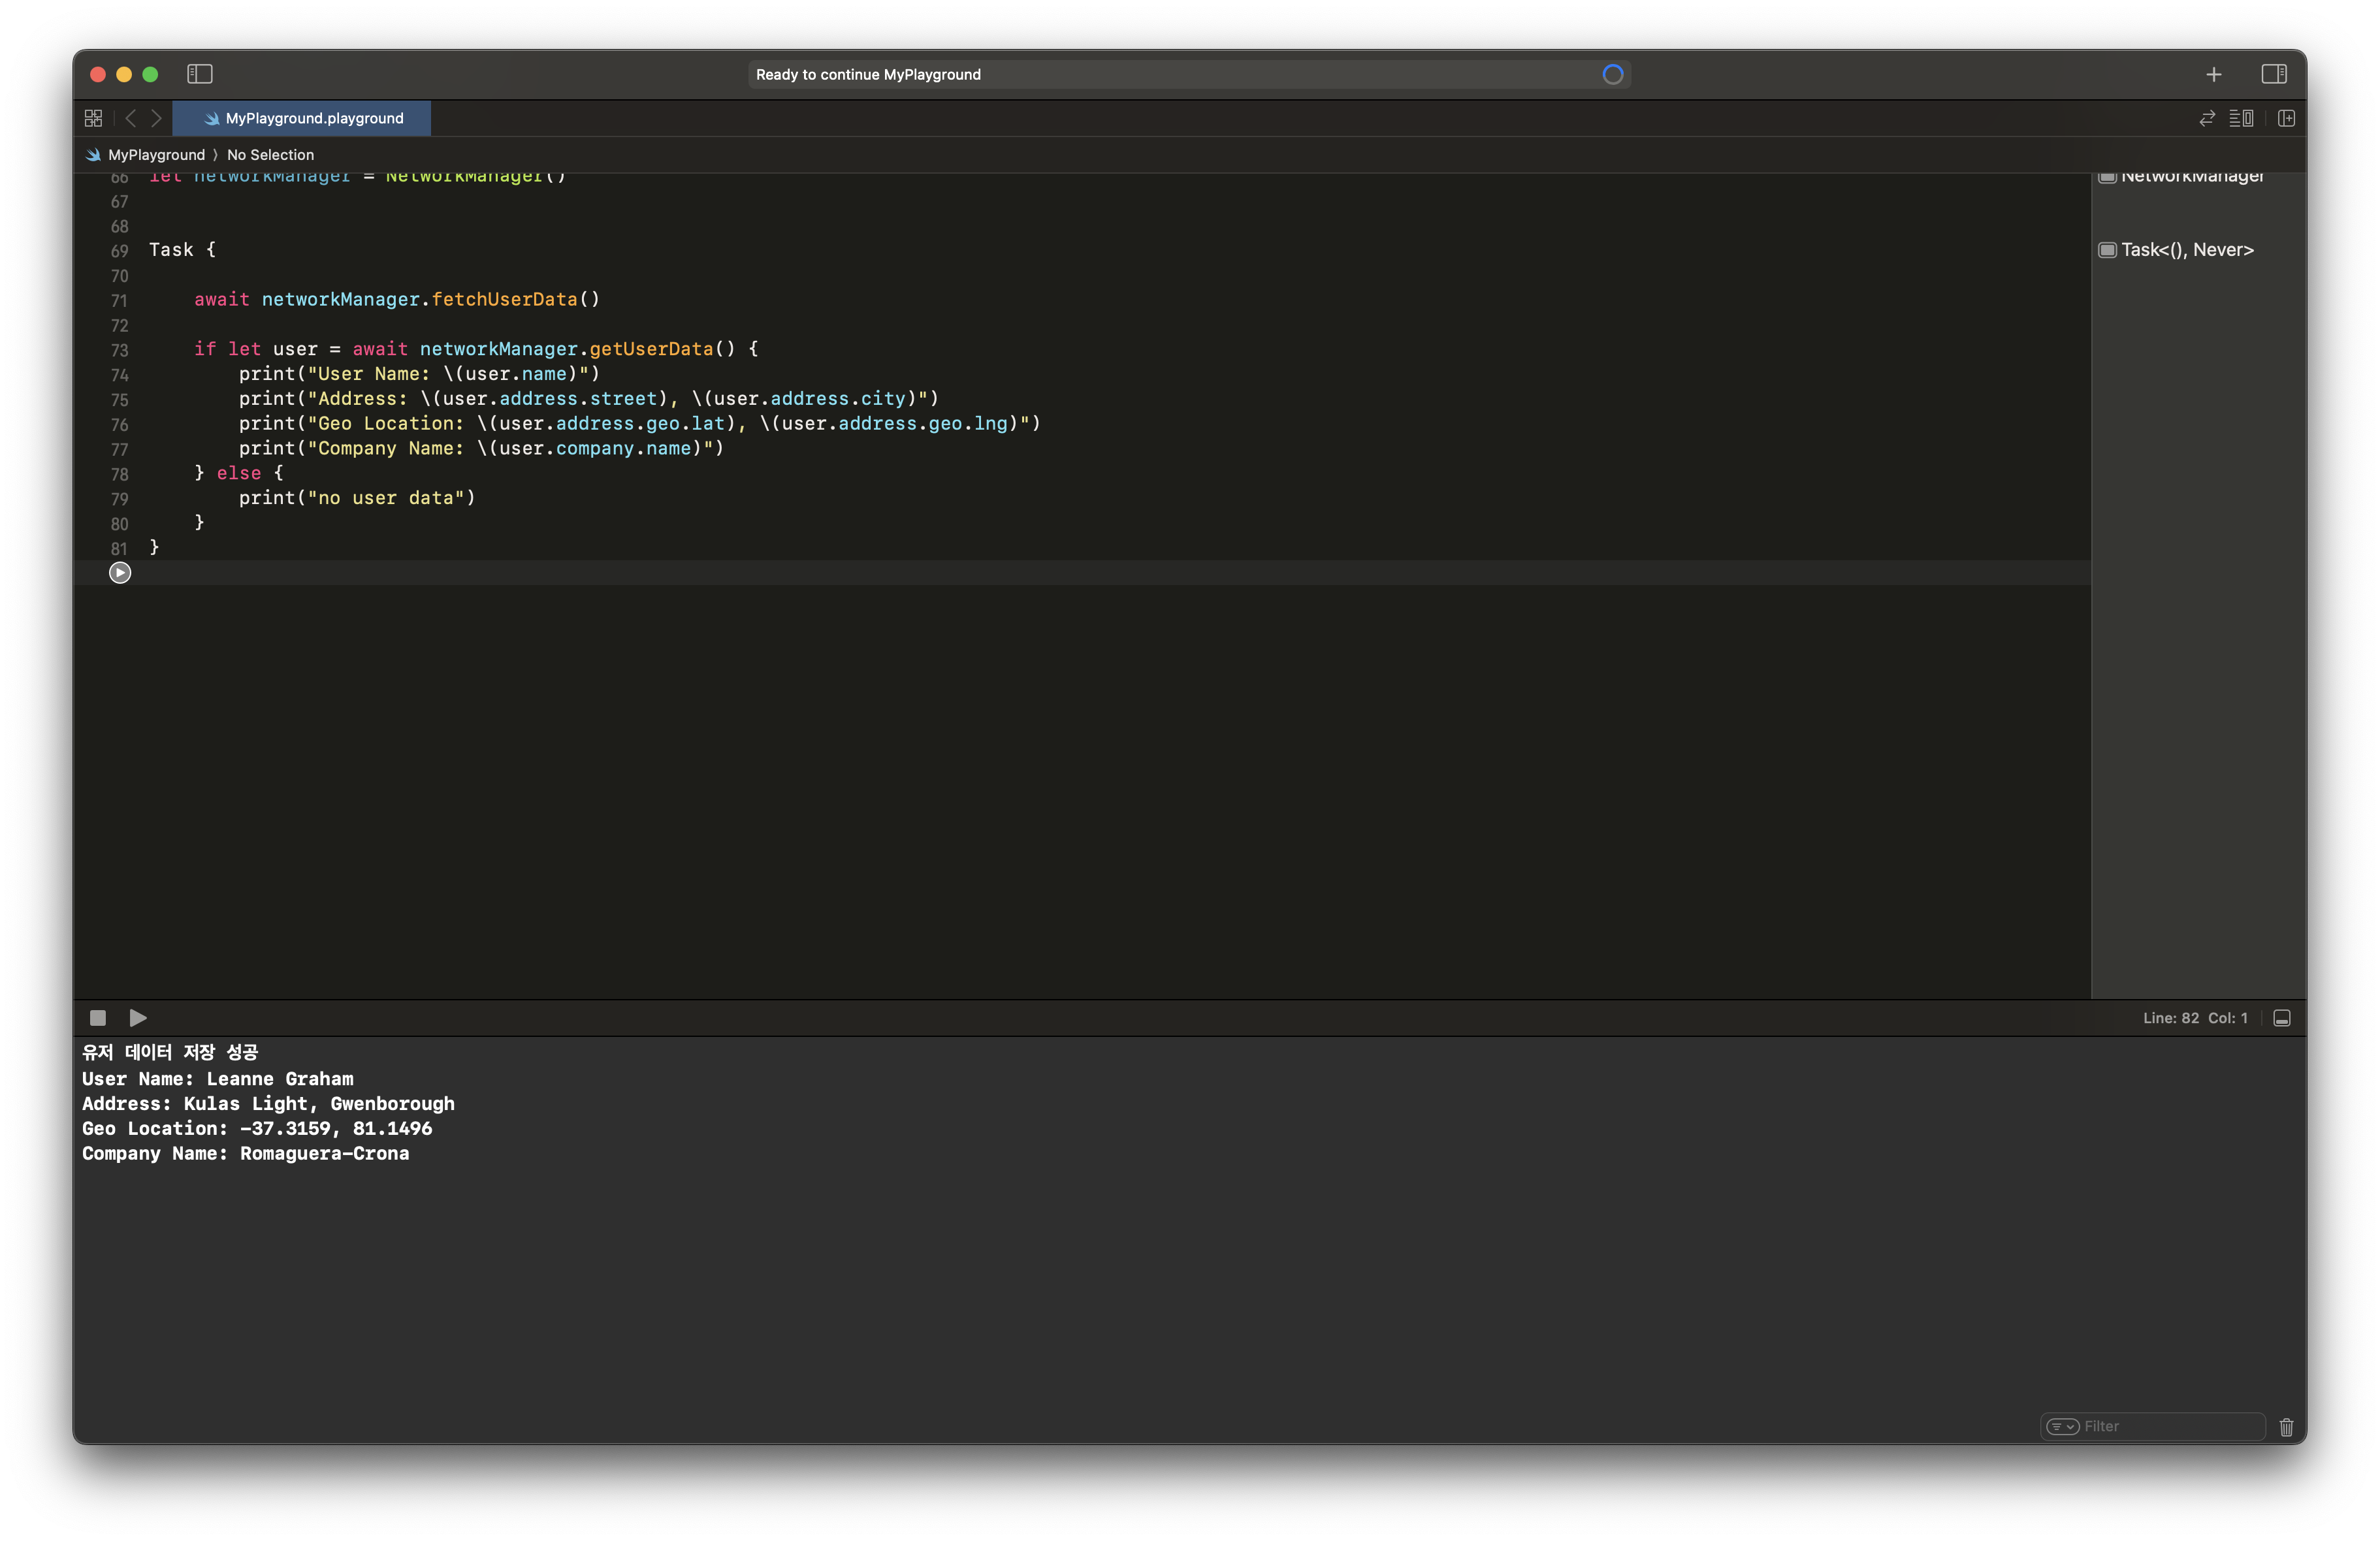 Ready to continue MyPlayground
MyPlayground.playground
MyPlayground ⟩ No Selection
66 let networkManager = NetworkManager()
NetworkManager
67
68
69 Task {
Task<(), Never>
70
71     await networkManager.fetchUserData()
72
73     if let user = await networkManager.getUserData() {
74         print("User Name: \(user.name)")
75         print("Address: \(user.address.street), \(user.address.city)")
76         print("Geo Location: \(user.address.geo.lat), \(user.address.geo.lng)")
77         print("Company Name: \(user.company.name)")
78     } else {
79         print("no user data")
80     }
81 }
Line: 82 Col: 1
유저 데이터 저장 성공
User Name: Leanne Graham
Address: Kulas Light, Gwenborough
Geo Location: -37.3159, 81.1496
Company Name: Romaguera-Crona
Filter